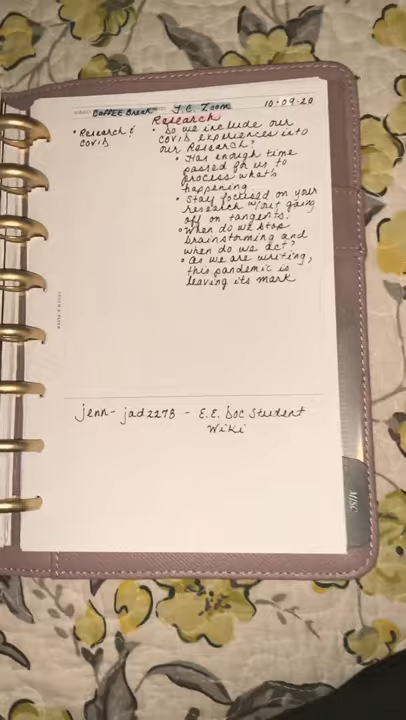 Coffee Break T.C. Zoom 10·09·20
Research
• Research & Covid
• Do we include our
covid experiences into
our Research?
• Has enough time
passed for us to
process what's
happening
• Stay focused on your
research w/out going
off on tangents.
• When do we stop
brainstorming and
when do we act?
• As we are writing,
this pandemic is
leaving its mark
jenn- jad2278 - E.E. Doc Student
Wiki
MISC